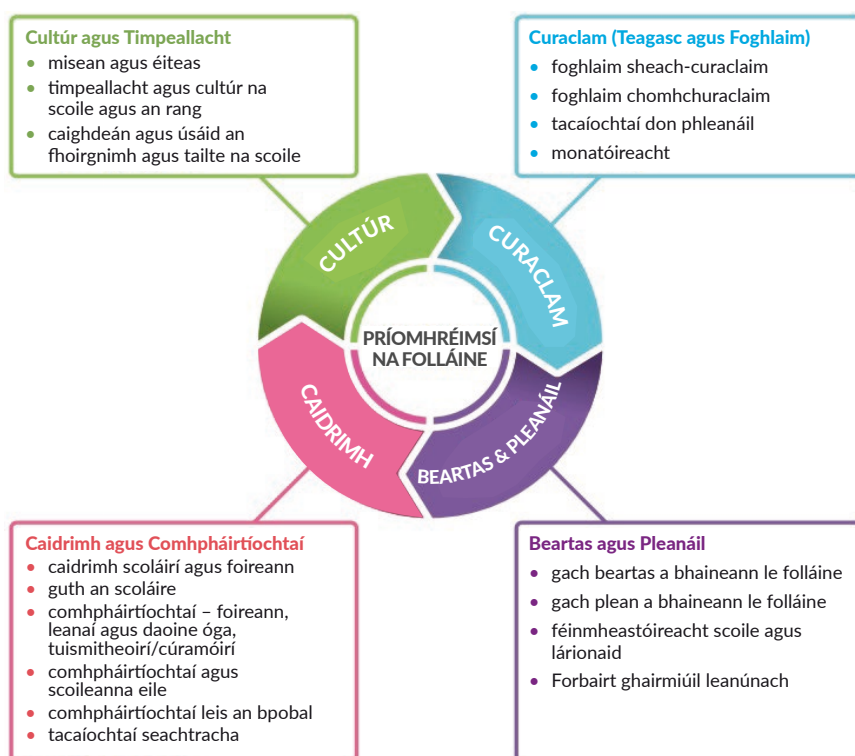 Cultúr agus Timpeallacht
• misean agus éiteas
• timpeallacht agus cultúr na
scoile agus an rang
• caighdeán agus úsáid an
fhoirgnimh agus tailte na scoile
Curaclam (Teagasc agus Foghlaim)
• foghlaim sheach-curaclaim
• foghlaim chomhchuraclaim
• tacaíochtaí don phleanáil
• monatóireacht
CULTÚR
CURACLAM
PRÍOMHRÉIMSÍ
NA FOLLÁINE
CAIDRIMH
BEARTAS & PLEANÁIL
Caidrimh agus Comhpháirtíochtaí
• caidrimh scoláirí agus foireann
• guth an scoláire
• comhpháirtíochtaí – foireann,
leanaí agus daoine óga,
tuismitheoirí/cúramóirí
• comhpháirtíochtaí agus
scoileanna eile
• comhpháirtíochtaí leis an bpobal
• tacaíochtaí seachtracha
Beartas agus Pleanáil
• gach beartas a bhaineann le folláine
• gach plean a bhaineann le folláine
• féinmheastóireacht scoile agus
lárionaid
• Forbairt ghairmiúil leanúnach